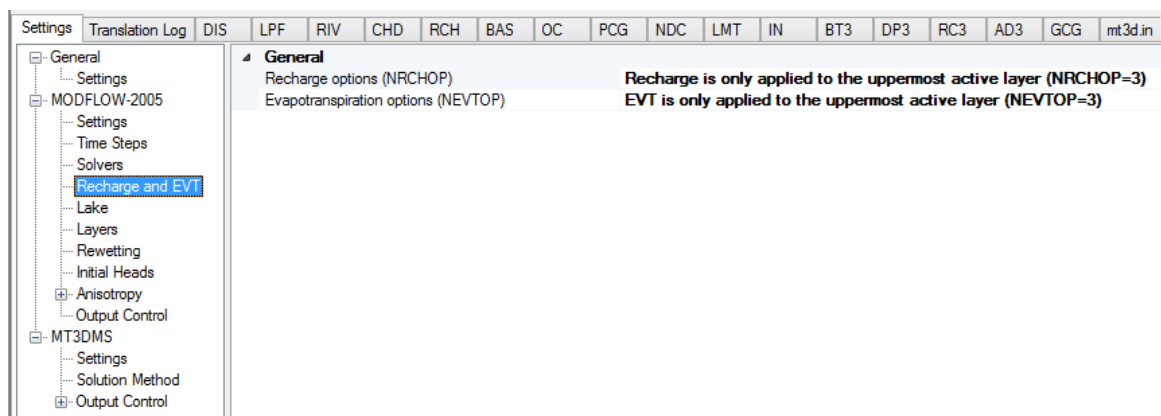 Settings Translation Log DIS LPF RIV CHD RCH BAS OC PCG NDC LMT IN BT3 DP3 RC3 AD3 GCG mt3d.in
General
Settings
MODFLOW-2005
Settings
Time Steps
Solvers
Recharge and EVT
Lake
Layers
Rewetting
Initial Heads
Anisotropy
Output Control
MT3DMS
Settings
Solution Method
Output Control
General
Recharge options (NRCHOP) Recharge is only applied to the uppermost active layer (NRCHOP=3)
Evapotranspiration options (NEVTOP) EVT is only applied to the uppermost active layer (NEVTOP=3)